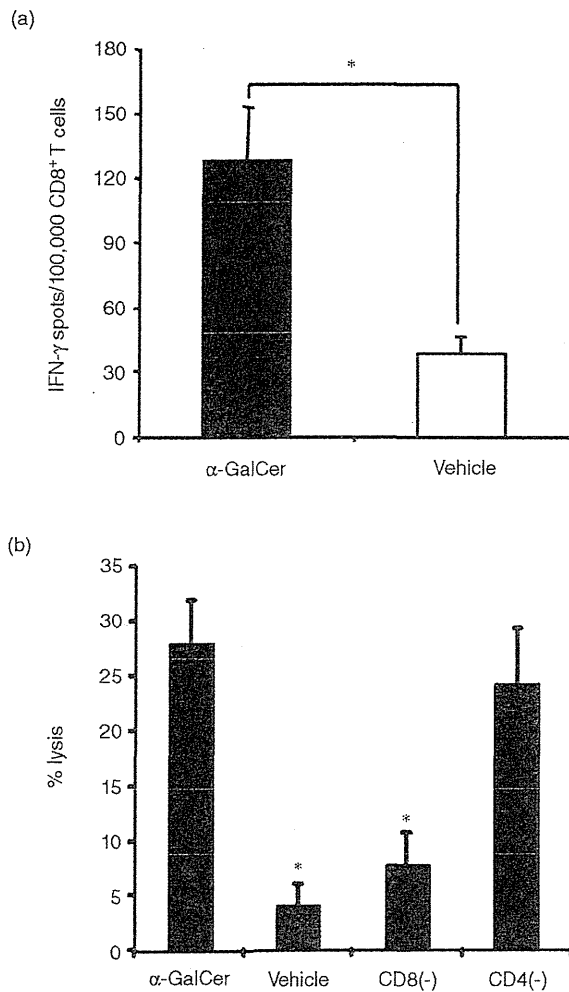 (a)
180
150
120
90
60
30
0
IFN-γ spots/100,000 CD8⁺ T cells
*
α-GalCer
Vehicle
(b)
35
30
25
20
15
10
5
0
% lysis
*
*
α-GalCer
Vehicle
CD8(-)
CD4(-)